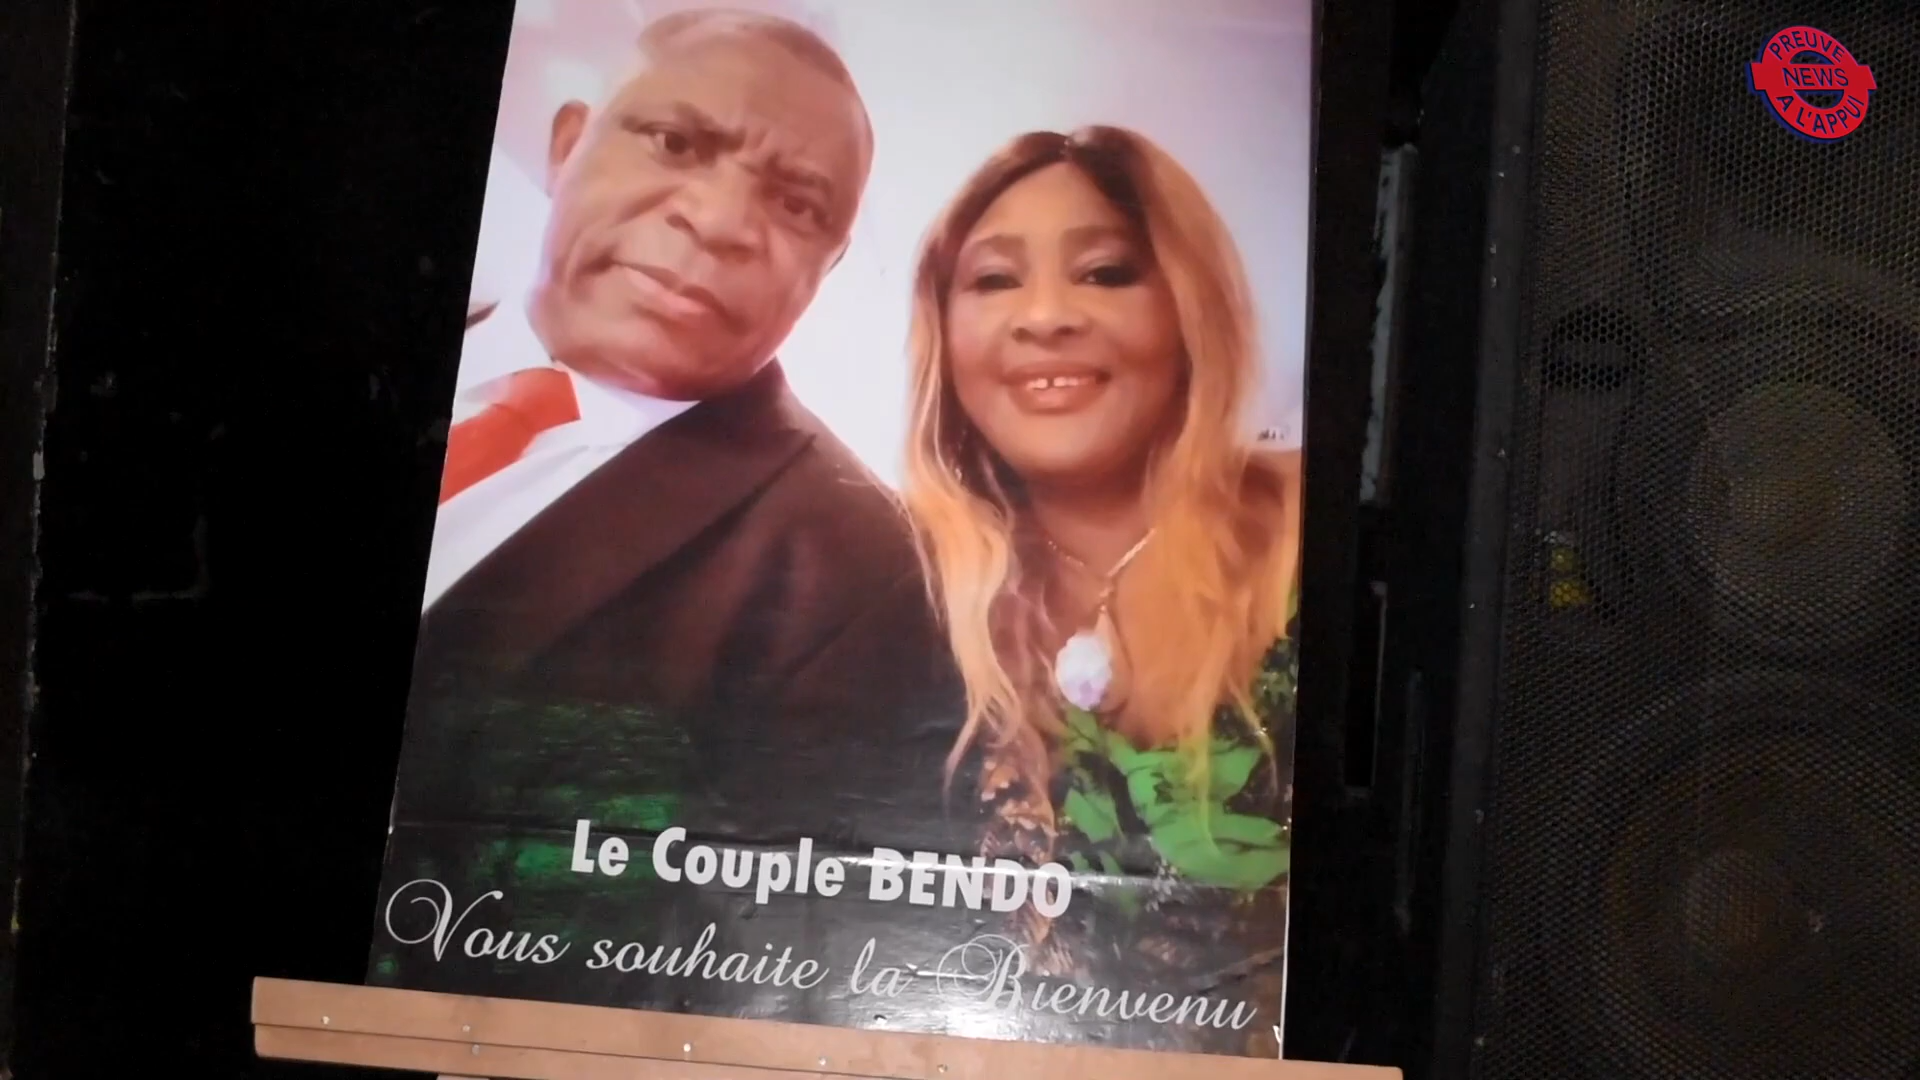 PREUVE
NEWS
A L'APPUI
Le Couple BENDO
Vous souhaite la Bienvenu